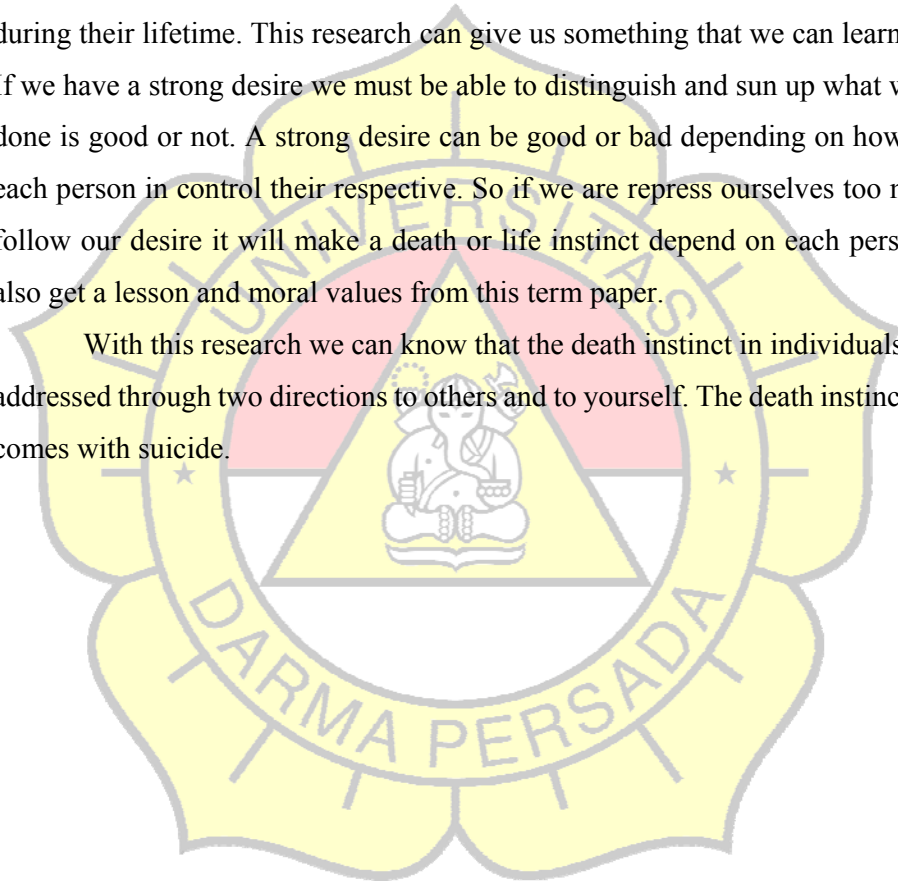 during their lifetime. This research can give us something that we can learn
If we have a strong desire we must be able to distinguish and sun up what w
done is good or not. A strong desire can be good or bad depending on how
each person in control their respective. So if we are repress ourselves too
follow our desire it will make a death or life instinct depend on each pers
also get a lesson and moral values from this term paper.
With this research we can know that the death instinct in individuals
addressed through two directions to others and to yourself. The death instinc
comes with suicide.
UNIVERSITAS
DARMA PERSADA